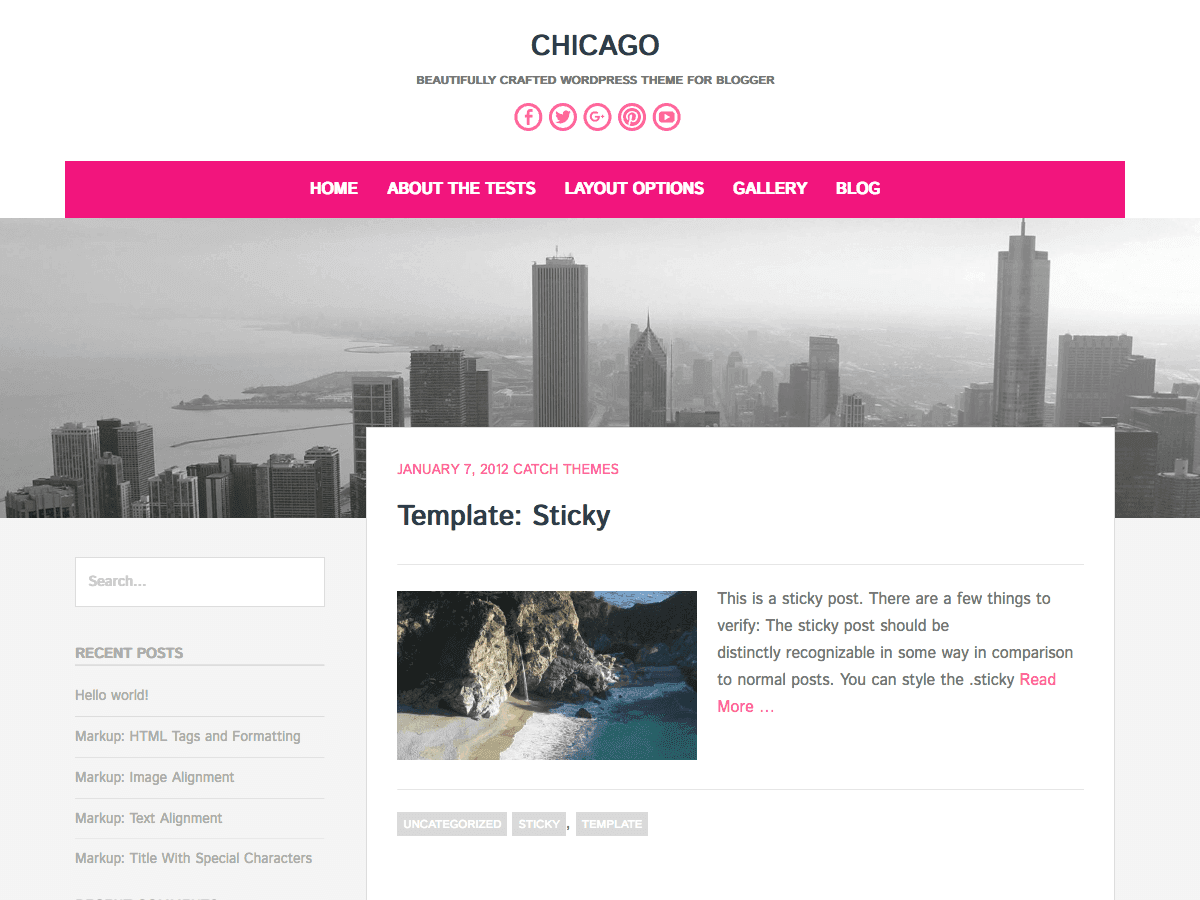 CHICAGO
BEAUTIFULLY CRAFTED WORDPRESS THEME FOR BLOGGER
HOME ABOUT THE TESTS LAYOUT OPTIONS GALLERY BLOG
JANUARY 7, 2012 CATCH THEMES
Template: Sticky
This is a sticky post. There are a few things to
verify: The sticky post should be
distinctly recognizable in some way in comparison
to normal posts. You can style the .sticky Read
More …
UNCATEGORIZED STICKY, TEMPLATE
Search...
RECENT POSTS
Hello world!
Markup: HTML Tags and Formatting
Markup: Image Alignment
Markup: Text Alignment
Markup: Title With Special Characters